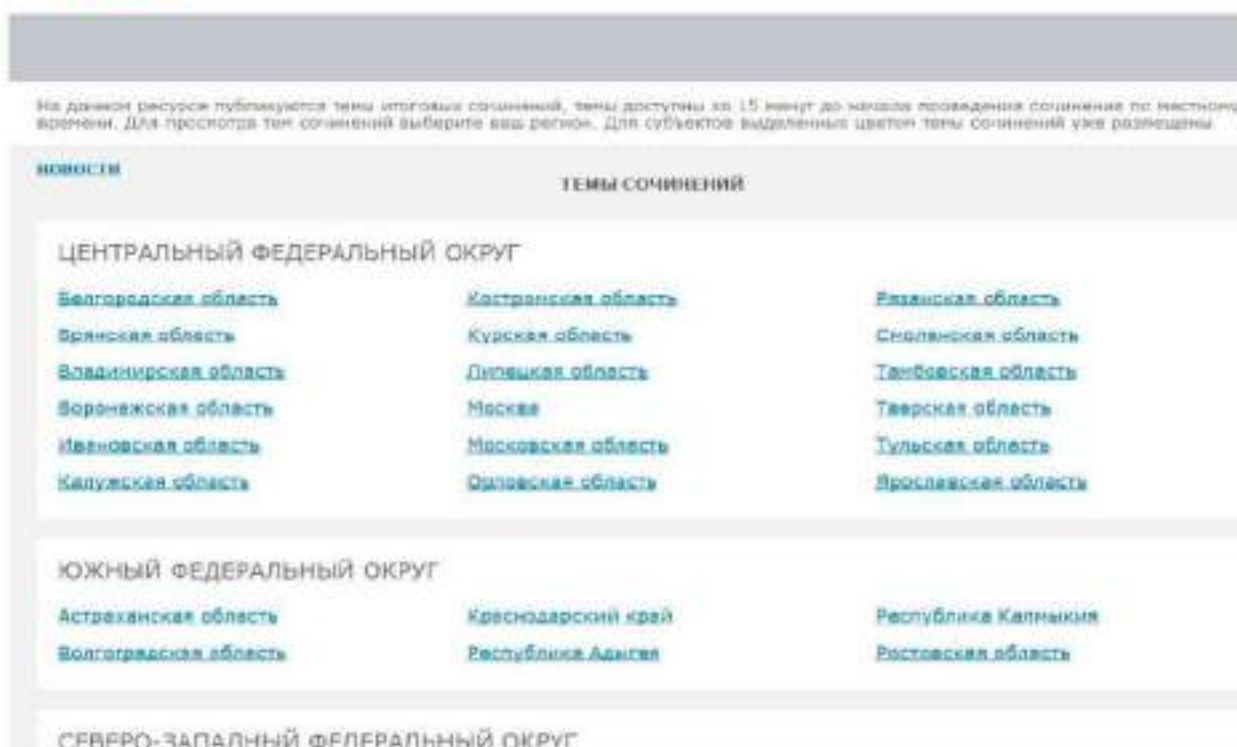 На данном ресурсе публикуются темы итоговых сочинений, темы доступны за 15 минут до начала проведения сочинения по местному
времени. Для просмотра тем сочинений выберите ваш регион. Для субъектов выделенных цветом темы сочинений уже размещены
НОВОСТИ
ТЕМЫ СОЧИНЕНИЙ
ЦЕНТРАЛЬНЫЙ ФЕДЕРАЛЬНЫЙ ОКРУГ
Белгородская область Костромская область Рязанская область
Брянская область Курская область Смоленская область
Владимирская область Липецкая область Тамбовская область
Воронежская область Москва Тверская область
Ивановская область Московская область Тульская область
Калужская область Орловская область Ярославская область
ЮЖНЫЙ ФЕДЕРАЛЬНЫЙ ОКРУГ
Астраханская область Краснодарский край Республика Калмыкия
Волгоградская область Республика Адыгея Ростовская область
СЕВЕРО-ЗАПАДНЫЙ ФЕДЕРАЛЬНЫЙ ОКРУГ